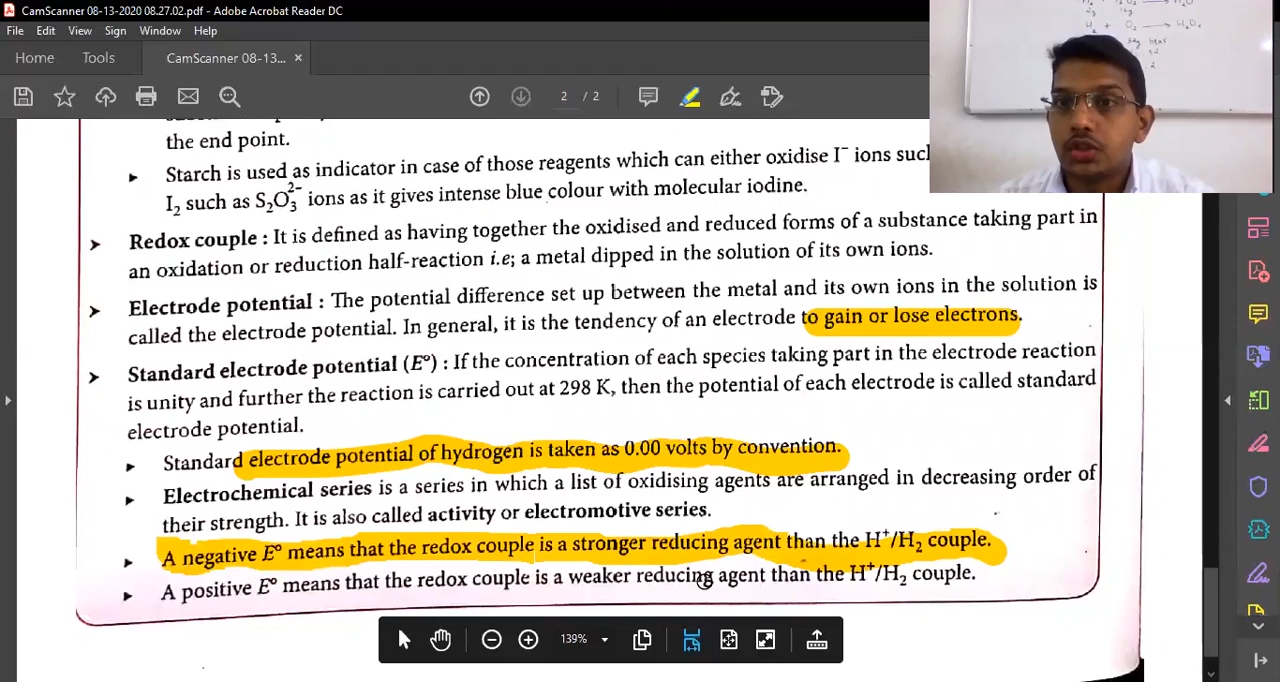 CamScanner 08-13-2020 08.27.02.pdf - Adobe Acrobat Reader DC
File Edit View Sign Window Help
Home Tools CamScanner 08-13... ×
2 / 2
the end point.
➤ Starch is used as indicator in case of those reagents which can either oxidise I⁻ ions suc
I₂ such as S₂O₃²⁻ ions as it gives intense blue colour with molecular iodine.
➤ Redox couple : It is defined as having together the oxidised and reduced forms of a substance taking part in
an oxidation or reduction half-reaction i.e; a metal dipped in the solution of its own ions.
➤ Electrode potential : The potential difference set up between the metal and its own ions in the solution is
called the electrode potential. In general, it is the tendency of an electrode to gain or lose electrons.
➤ Standard electrode potential (E°) : If the concentration of each species taking part in the electrode reaction
is unity and further the reaction is carried out at 298 K, then the potential of each electrode is called standard
electrode potential.
➤ Standard electrode potential of hydrogen is taken as 0.00 volts by convention.
➤ Electrochemical series is a series in which a list of oxidising agents are arranged in decreasing order of
their strength. It is also called activity or electromotive series.
➤ A negative E° means that the redox couple is a stronger reducing agent than the H⁺/H₂ couple.
➤ A positive E° means that the redox couple is a weaker reducing agent than the H⁺/H₂ couple.
139%